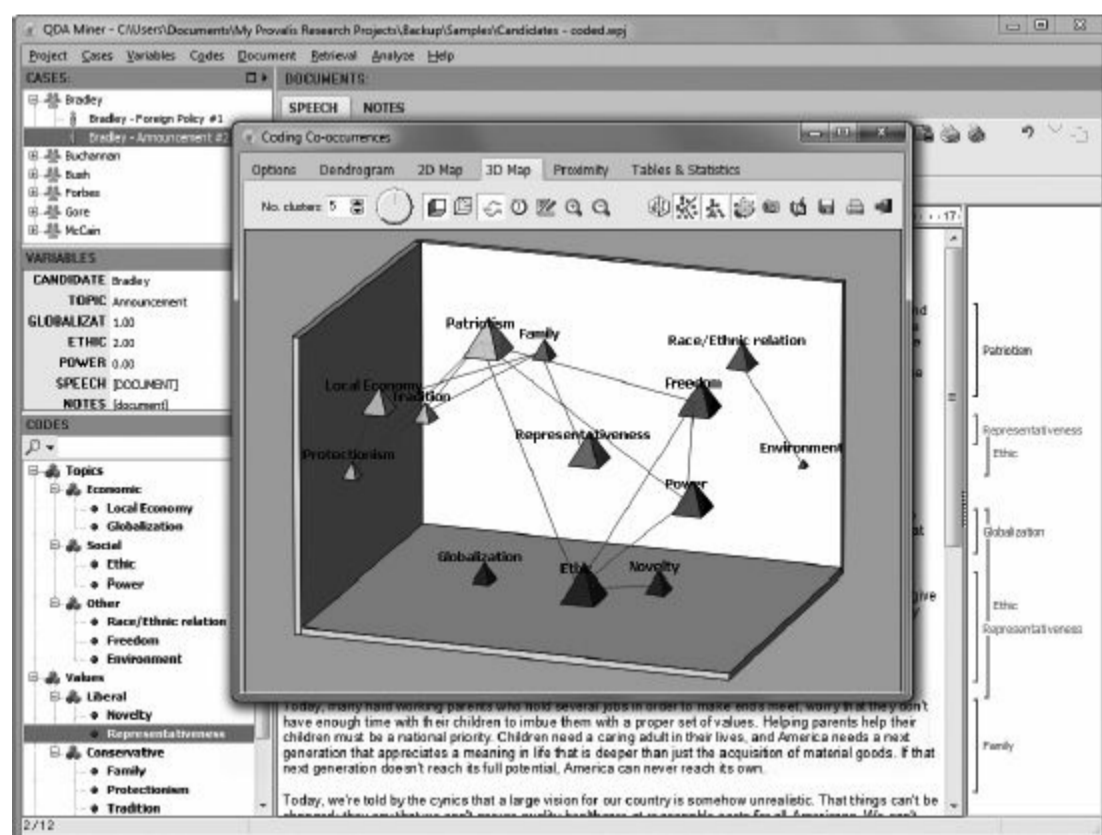 QDA Miner - C:\Users\Documents\My Provalis Research Projects\Backup\Samples\Candidates - coded.wpj
Project Cases Variables Codes Document Retrieval Analyze Help
CASES:
Bradley
Bradley - Foreign Policy #1
Bradley - Announcement #2
Buchannan
Bush
Forbes
Gore
McCain
VARIABLES
CANDIDATE Bradley
TOPIC Announcement
GLOBALIZAT 1.00
ETHIC 2.00
POWER 0.00
SPEECH [DOCUMENT]
NOTES [document]
CODES
Topics
Economic
Local Economy
Globalization
Social
Ethic
Power
Other
Race/Ethnic relation
Freedom
Environment
Values
Liberal
Novelty
Representativeness
Conservative
Family
Protectionism
Tradition
2/12
DOCUMENTS:
SPEECH NOTES
Coding Co-occurrences
Options Dendrogram 2D Map 3D Map Proximity Tables & Statistics
No. clusters: 5
Patriotism
Family
Race/Ethnic relation
Local Economy
Tradition
Freedom
Representativeness
Environment
Protectionism
Power
Globalization
Ethic
Novelty
17
Today, many hard working parents who hold several jobs in order to make ends meet, worry that they don't
have enough time with their children to imbue them with a proper set of values. Helping parents help their
children must be a national priority. Children need a caring adult in their lives, and America needs a next
generation that appreciates a meaning in life that is deeper than just the acquisition of material goods. If that
next generation doesn't reach its full potential, America can never reach its own.
Today, we're told by the cynics that a large vision for our country is somehow unrealistic. That things can't be
Patriotism
Representativeness
Ethic
Globalization
Ethic
Representativeness
Family